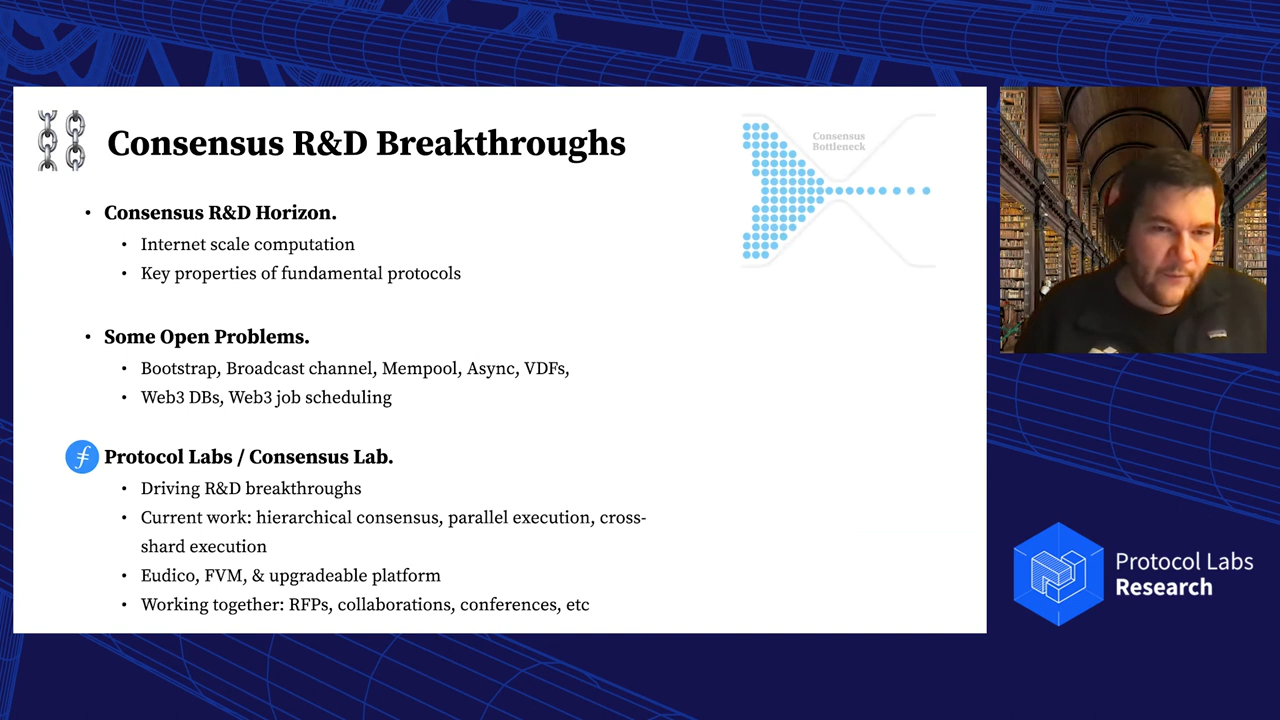 Consensus R&D Breakthroughs
Consensus
Bottleneck
• Consensus R&D Horizon.
• Internet scale computation
• Key properties of fundamental protocols
• Some Open Problems.
• Bootstrap, Broadcast channel, Mempool, Async, VDFs,
• Web3 DBs, Web3 job scheduling
Protocol Labs / Consensus Lab.
• Driving R&D breakthroughs
• Current work: hierarchical consensus, parallel execution, cross-
shard execution
• Eudico, FVM, & upgradeable platform
• Working together: RFPs, collaborations, conferences, etc
Protocol Labs
Research